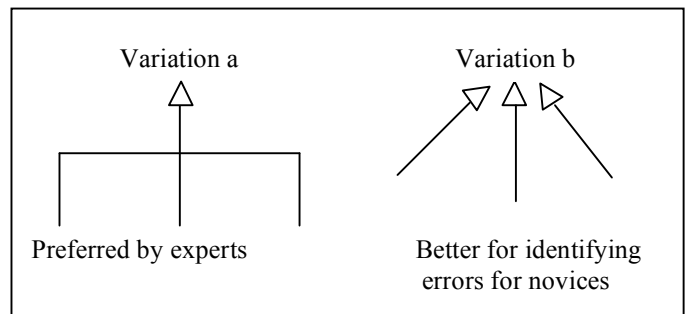 Variation a
Variation b
Preferred by experts
Better for identifying
errors for novices